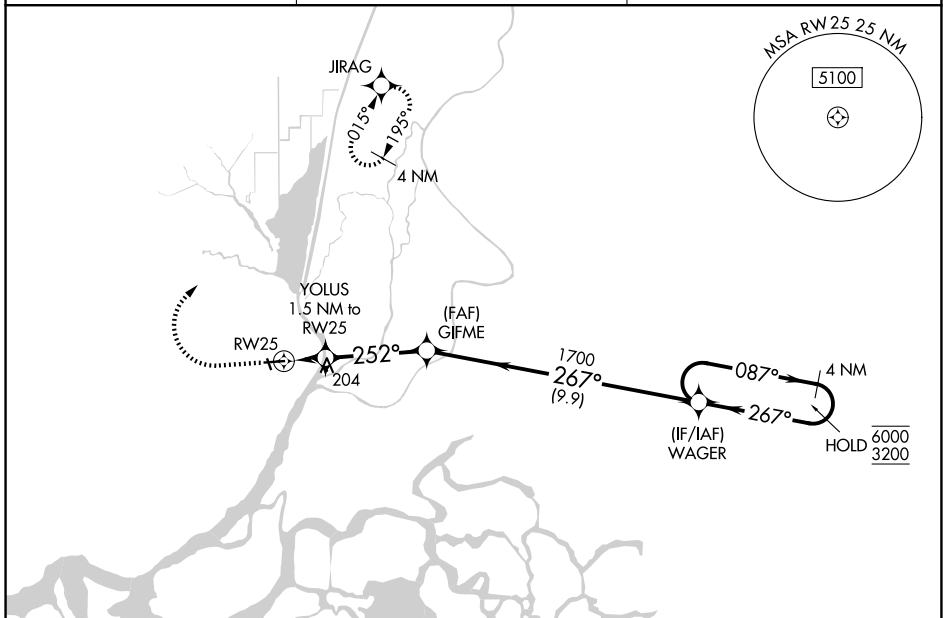 MSA RW25 25 NM
5100
JIRAG
015°
195°
4 NM
YOLUS
1.5 NM to
RW25
(FAF)
GIFME
RW25
252°
204
1700
267°
(9.9)
087°
4 NM
267°
(IF/IAF)
WAGER
HOLD
6000
3200